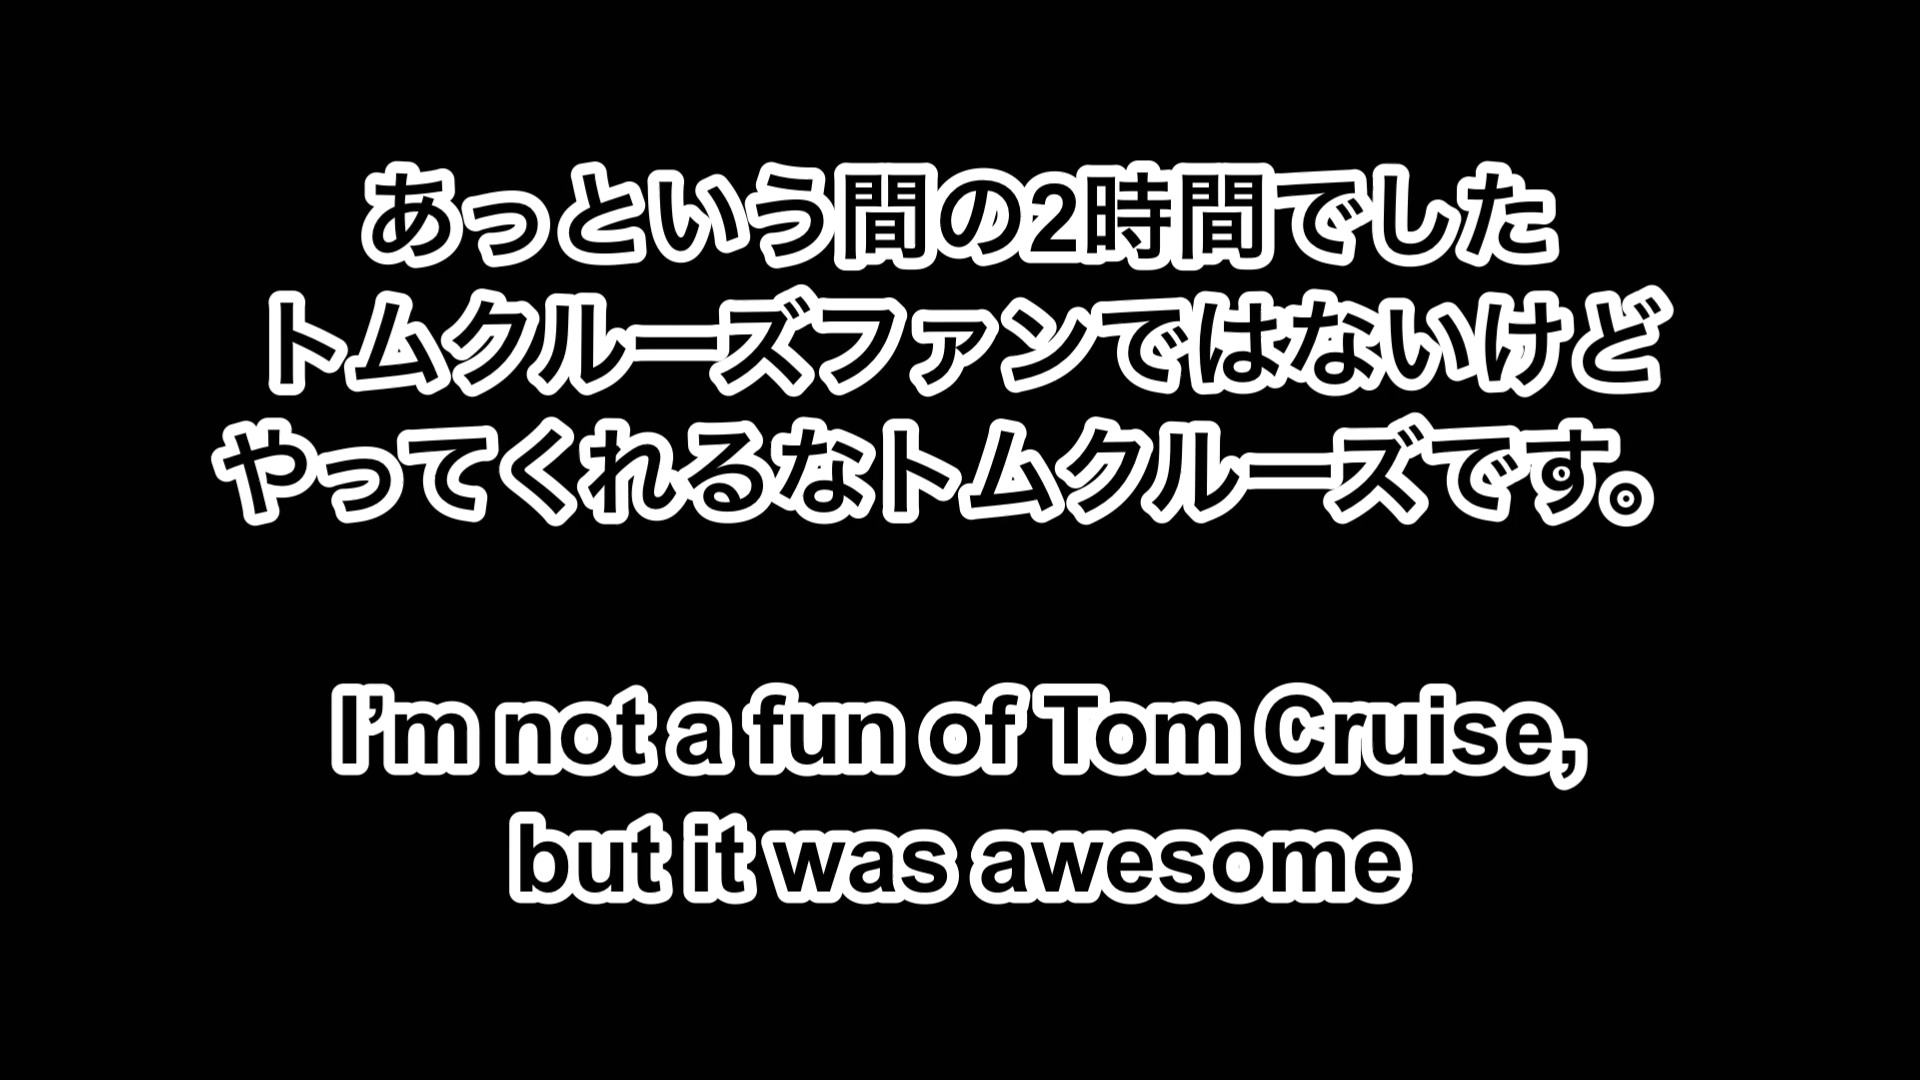 あっという間の2時間でした
トムクルーズファンではないけど
やってくれるなトムクルーズです。
I’m not a fun of Tom Cruise,
but it was awesome